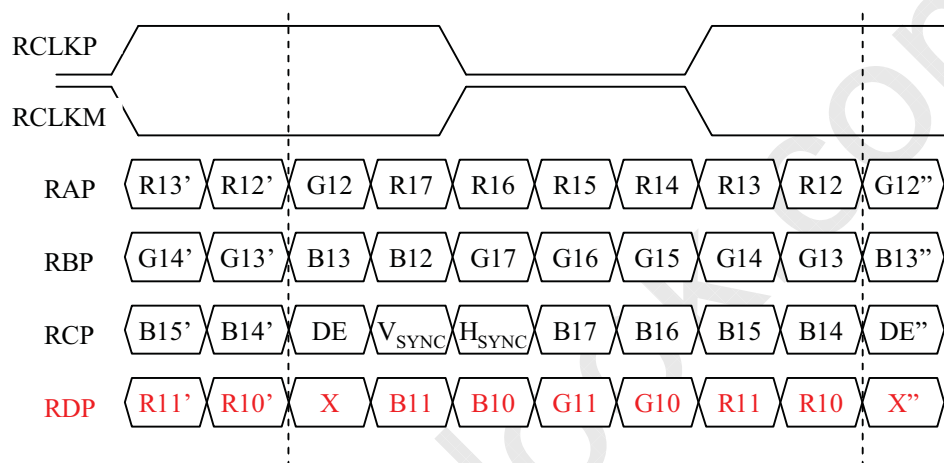 RCLKP
RCLKM
RAP R13’ R12’ G12 R17 R16 R15 R14 R13 R12 G12”
RBP G14’ G13’ B13 B12 G17 G16 G15 G14 G13 B13”
RCP B15’ B14’ DE VSYNC HSYNC B17 B16 B15 B14 DE”
RDP R11’ R10’ X B11 B10 G11 G10 R11 R10 X”